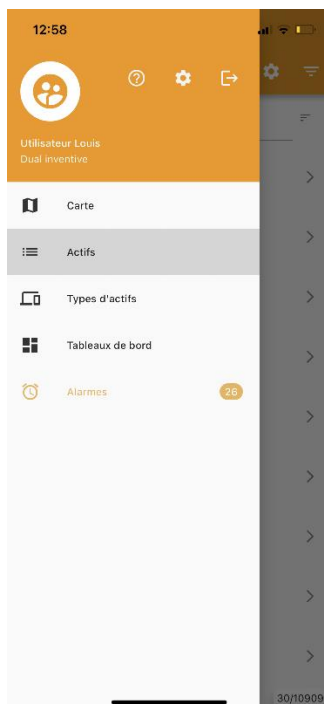 12:58
Utilisateur Louis
Dual inventive
Carte
Actifs
Types d'actifs
Tableaux de bord
Alarmes 26
30/10909